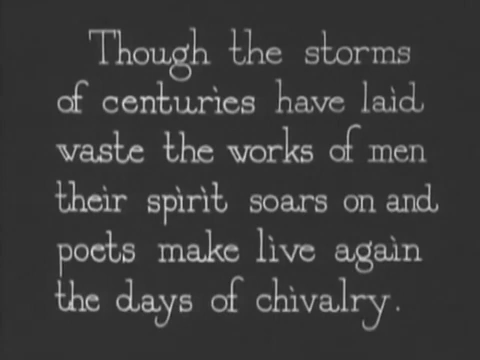 Though the storms
of centuries have laid
waste the works of men
their spirit soars on and
poets make live again
the days of chivalry.